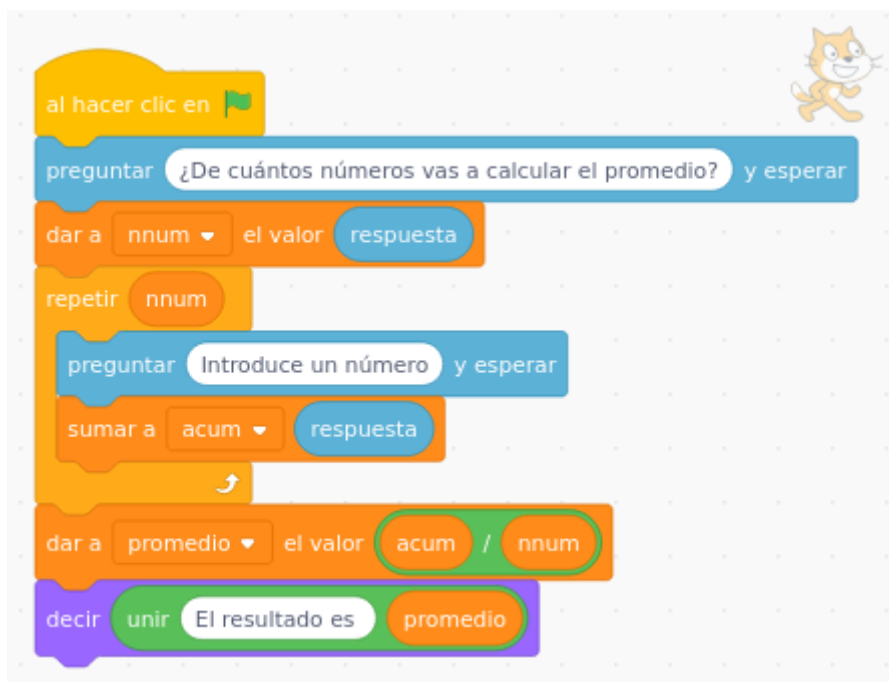 al hacer clic en
preguntar ¿De cuántos números vas a calcular el promedio? y esperar
dar a nnum el valor respuesta
repetir nnum
preguntar Introduce un número y esperar
sumar a acum respuesta
dar a promedio el valor acum / nnum
decir unir El resultado es promedio